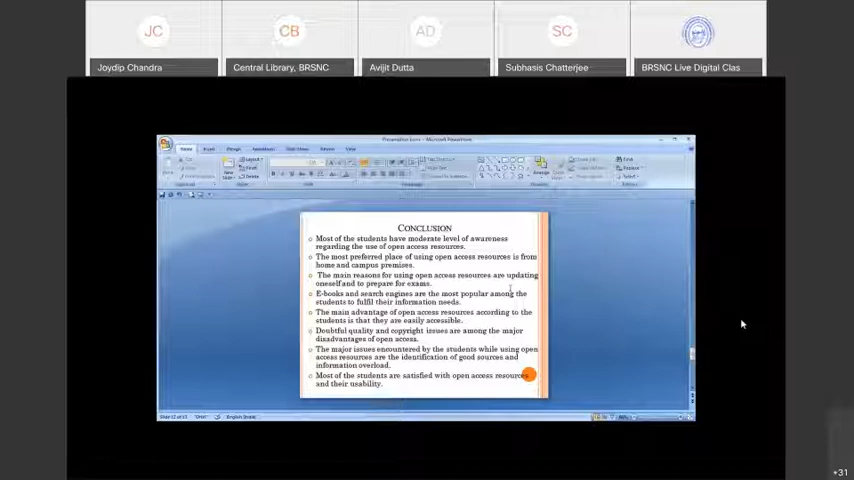 JC
CB
AD
SC
Joydip Chandra
Central Library, BRSNC
Avijit Dutta
Subhasis Chatterjee
BRSNC Live Digital Clas
CONCLUSION
Most of the students have moderate level of awareness
regarding the use of open access resources.
The most preferred place of using open access resources is from
home and campus premises.
The main reasons for using open access resources are updating
oneself and to prepare for exams.
E-books and search engines are the most popular among the
students to fulfil their information needs.
The main advantage of open access resources according to the
students is that they are easily accessible.
Doubtful quality and copyright issues are among the major
disadvantages of open access.
The major issues encountered by the students while using open
access resources are the identification of good sources and
information overload.
Most of the students are satisfied with open access resources
and their usability.
+31